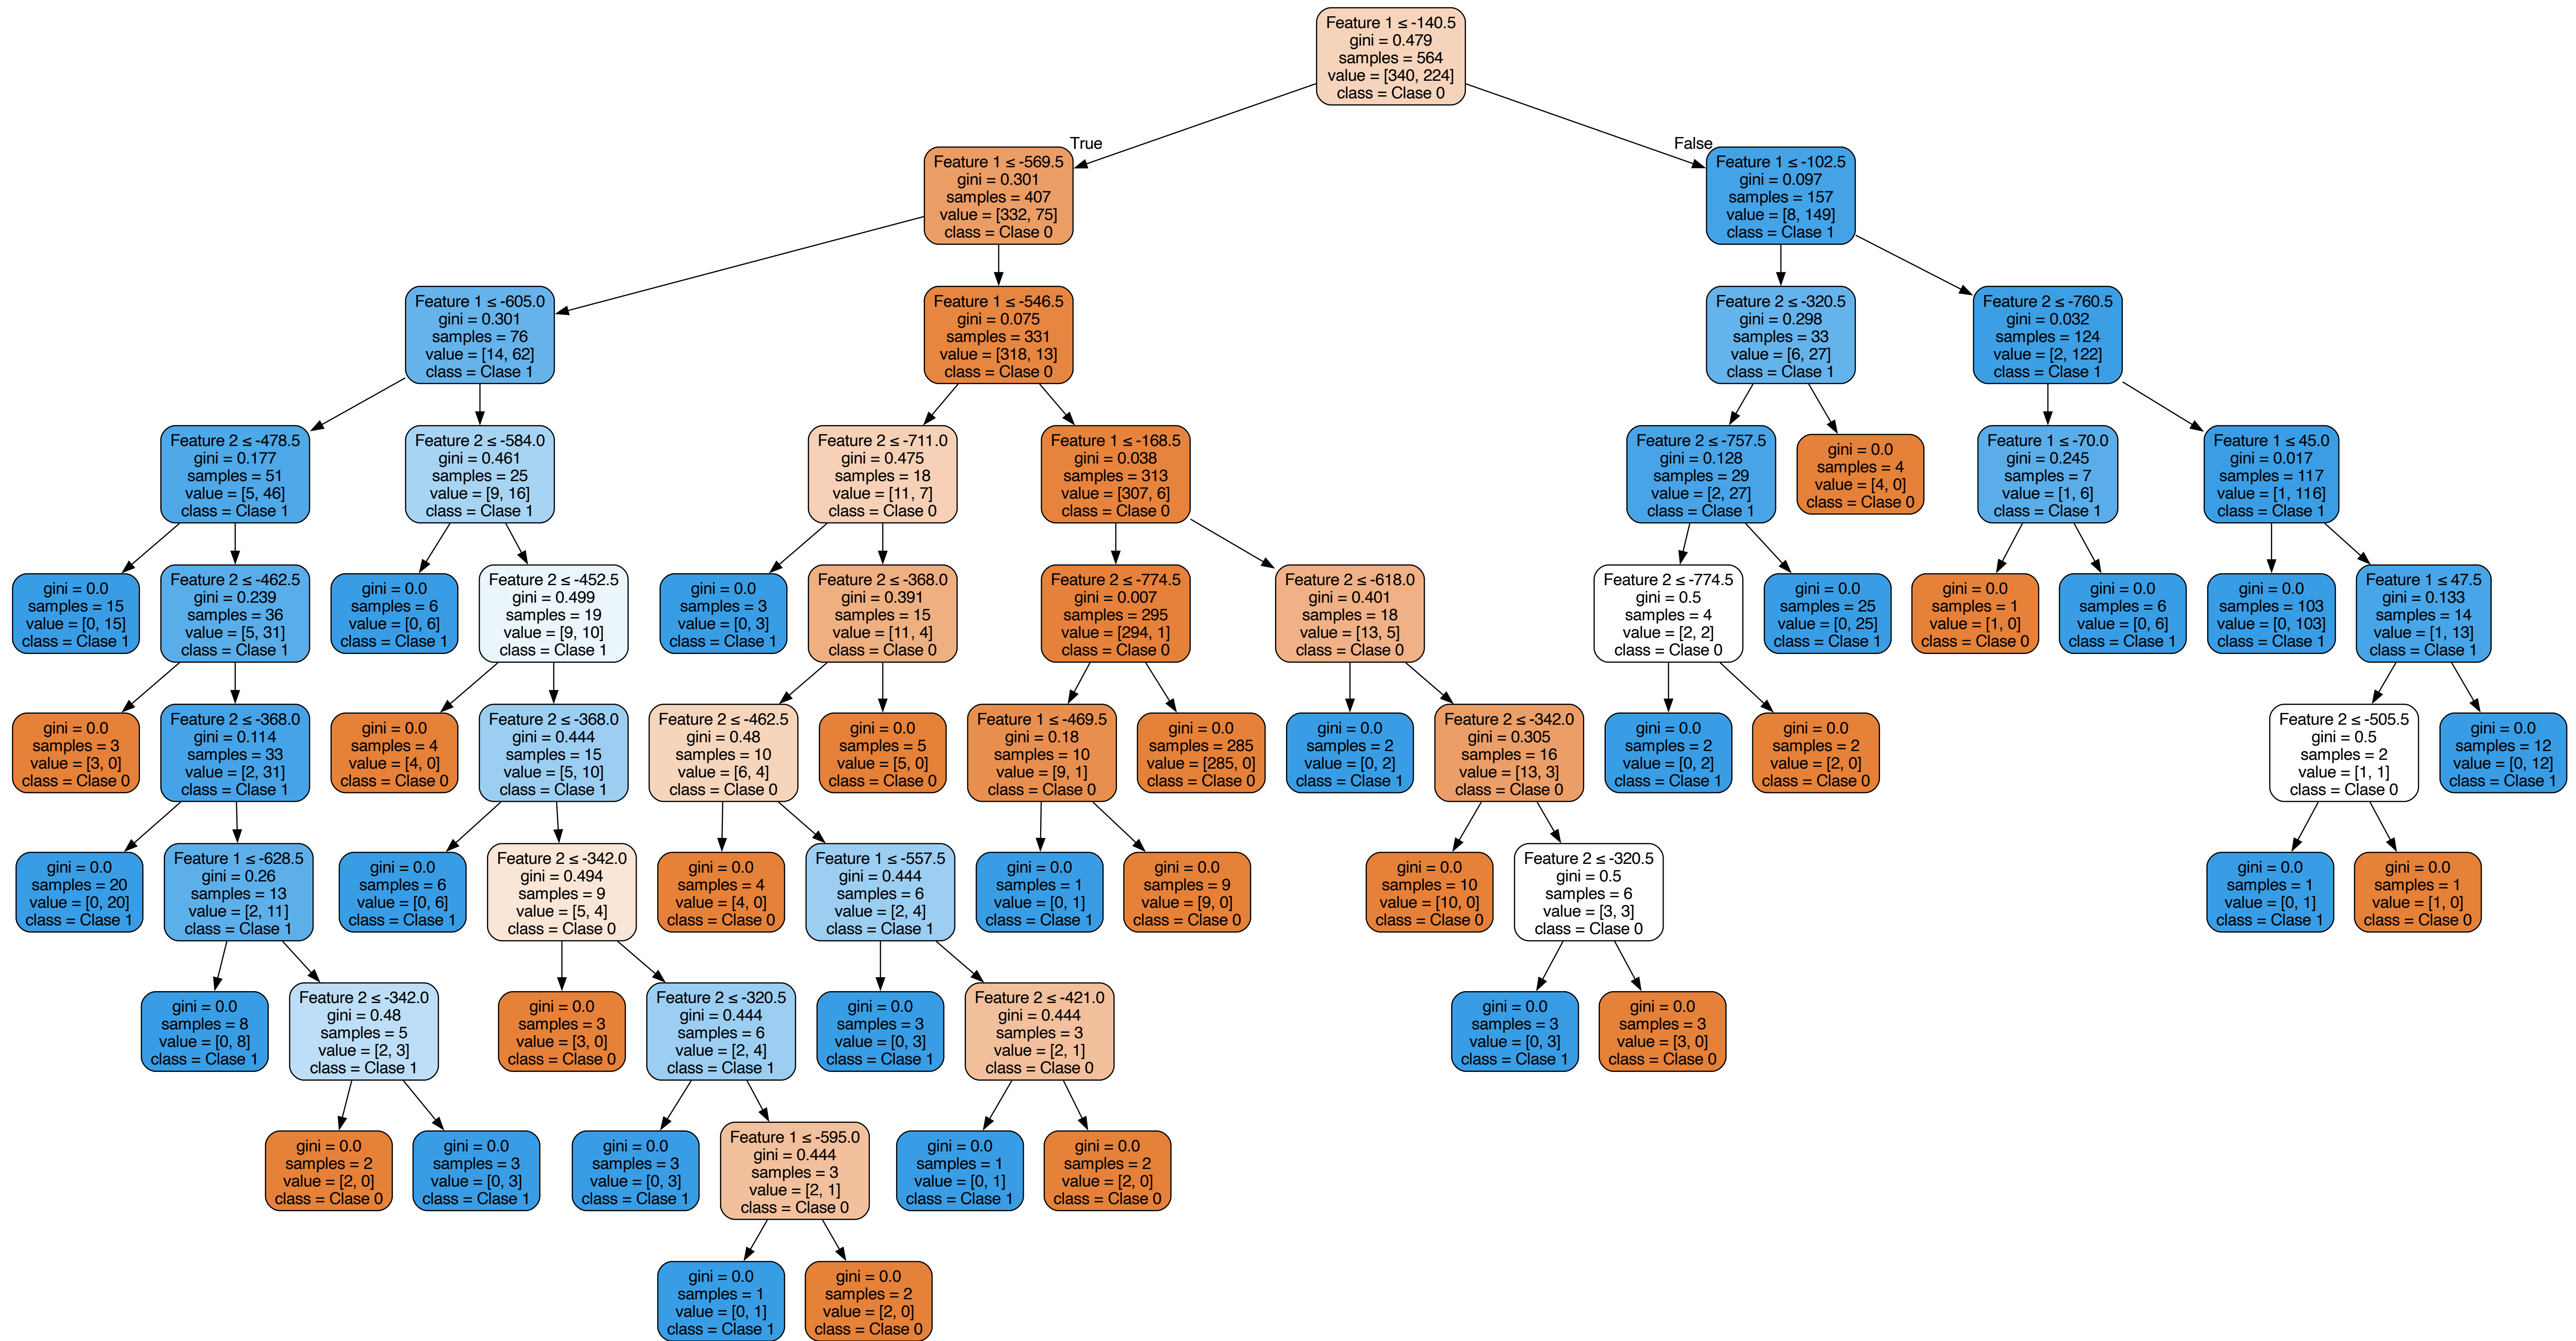 Feature 1 ≤ -140.5
gini = 0.479
samples = 564
value = [340, 224]
class = Clase 0
True
False
Feature 1 ≤ -569.5
gini = 0.301
samples = 407
value = [332, 75]
class = Clase 0
Feature 1 ≤ -102.5
gini = 0.097
samples = 157
value = [8, 149]
class = Clase 1
Feature 1 ≤ -605.0
gini = 0.301
samples = 76
value = [14, 62]
class = Clase 1
Feature 1 ≤ -546.5
gini = 0.075
samples = 331
value = [318, 13]
class = Clase 0
Feature 2 ≤ -320.5
gini = 0.298
samples = 33
value = [6, 27]
class = Clase 1
Feature 2 ≤ -760.5
gini = 0.032
samples = 124
value = [2, 122]
class = Clase 1
Feature 2 ≤ -478.5
gini = 0.177
samples = 51
value = [5, 46]
class = Clase 1
Feature 2 ≤ -584.0
gini = 0.461
samples = 25
value = [9, 16]
class = Clase 1
Feature 2 ≤ -711.0
gini = 0.475
samples = 18
value = [11, 7]
class = Clase 0
Feature 1 ≤ -168.5
gini = 0.038
samples = 313
value = [307, 6]
class = Clase 0
Feature 2 ≤ -757.5
gini = 0.128
samples = 29
value = [2, 27]
class = Clase 1
gini = 0.0
samples = 4
value = [4, 0]
class = Clase 0
Feature 1 ≤ -70.0
gini = 0.245
samples = 7
value = [1, 6]
class = Clase 1
Feature 1 ≤ 45.0
gini = 0.017
samples = 117
value = [1, 116]
class = Clase 1
gini = 0.0
samples = 15
value = [0, 15]
class = Clase 1
Feature 2 ≤ -462.5
gini = 0.239
samples = 36
value = [5, 31]
class = Clase 1
gini = 0.0
samples = 6
value = [0, 6]
class = Clase 1
Feature 2 ≤ -452.5
gini = 0.499
samples = 19
value = [9, 10]
class = Clase 1
gini = 0.0
samples = 3
value = [0, 3]
class = Clase 1
Feature 2 ≤ -368.0
gini = 0.391
samples = 15
value = [11, 4]
class = Clase 0
Feature 2 ≤ -774.5
gini = 0.007
samples = 295
value = [294, 1]
class = Clase 0
Feature 2 ≤ -618.0
gini = 0.401
samples = 18
value = [13, 5]
class = Clase 0
Feature 2 ≤ -774.5
gini = 0.5
samples = 4
value = [2, 2]
class = Clase 0
gini = 0.0
samples = 25
value = [0, 25]
class = Clase 1
gini = 0.0
samples = 1
value = [1, 0]
class = Clase 0
gini = 0.0
samples = 6
value = [0, 6]
class = Clase 1
gini = 0.0
samples = 103
value = [0, 103]
class = Clase 1
Feature 1 ≤ 47.5
gini = 0.133
samples = 14
value = [1, 13]
class = Clase 1
gini = 0.0
samples = 3
value = [3, 0]
class = Clase 0
Feature 2 ≤ -368.0
gini = 0.114
samples = 33
value = [2, 31]
class = Clase 1
gini = 0.0
samples = 4
value = [4, 0]
class = Clase 0
Feature 2 ≤ -368.0
gini = 0.444
samples = 15
value = [5, 10]
class = Clase 1
Feature 2 ≤ -462.5
gini = 0.48
samples = 10
value = [6, 4]
class = Clase 0
gini = 0.0
samples = 5
value = [5, 0]
class = Clase 0
Feature 1 ≤ -469.5
gini = 0.18
samples = 10
value = [9, 1]
class = Clase 0
gini = 0.0
samples = 285
value = [285, 0]
class = Clase 0
gini = 0.0
samples = 2
value = [0, 2]
class = Clase 1
Feature 2 ≤ -342.0
gini = 0.305
samples = 16
value = [13, 3]
class = Clase 0
gini = 0.0
samples = 2
value = [0, 2]
class = Clase 1
gini = 0.0
samples = 2
value = [2, 0]
class = Clase 0
Feature 2 ≤ -505.5
gini = 0.5
samples = 2
value = [1, 1]
class = Clase 0
gini = 0.0
samples = 12
value = [0, 12]
class = Clase 1
gini = 0.0
samples = 20
value = [0, 20]
class = Clase 1
Feature 1 ≤ -628.5
gini = 0.26
samples = 13
value = [2, 11]
class = Clase 1
gini = 0.0
samples = 6
value = [0, 6]
class = Clase 1
Feature 2 ≤ -342.0
gini = 0.494
samples = 9
value = [5, 4]
class = Clase 0
gini = 0.0
samples = 4
value = [4, 0]
class = Clase 0
Feature 1 ≤ -557.5
gini = 0.444
samples = 6
value = [2, 4]
class = Clase 1
gini = 0.0
samples = 1
value = [0, 1]
class = Clase 1
gini = 0.0
samples = 9
value = [9, 0]
class = Clase 0
gini = 0.0
samples = 10
value = [10, 0]
class = Clase 0
Feature 2 ≤ -320.5
gini = 0.5
samples = 6
value = [3, 3]
class = Clase 0
gini = 0.0
samples = 1
value = [0, 1]
class = Clase 1
gini = 0.0
samples = 1
value = [1, 0]
class = Clase 0
gini = 0.0
samples = 8
value = [0, 8]
class = Clase 1
Feature 2 ≤ -342.0
gini = 0.48
samples = 5
value = [2, 3]
class = Clase 1
gini = 0.0
samples = 3
value = [3, 0]
class = Clase 0
Feature 2 ≤ -320.5
gini = 0.444
samples = 6
value = [2, 4]
class = Clase 1
gini = 0.0
samples = 3
value = [0, 3]
class = Clase 1
Feature 2 ≤ -421.0
gini = 0.444
samples = 3
value = [2, 1]
class = Clase 0
gini = 0.0
samples = 3
value = [0, 3]
class = Clase 1
gini = 0.0
samples = 3
value = [3, 0]
class = Clase 0
gini = 0.0
samples = 2
value = [2, 0]
class = Clase 0
gini = 0.0
samples = 3
value = [0, 3]
class = Clase 1
gini = 0.0
samples = 3
value = [0, 3]
class = Clase 1
Feature 1 ≤ -595.0
gini = 0.444
samples = 3
value = [2, 1]
class = Clase 0
gini = 0.0
samples = 1
value = [0, 1]
class = Clase 1
gini = 0.0
samples = 2
value = [2, 0]
class = Clase 0
gini = 0.0
samples = 1
value = [0, 1]
class = Clase 1
gini = 0.0
samples = 2
value = [2, 0]
class = Clase 0